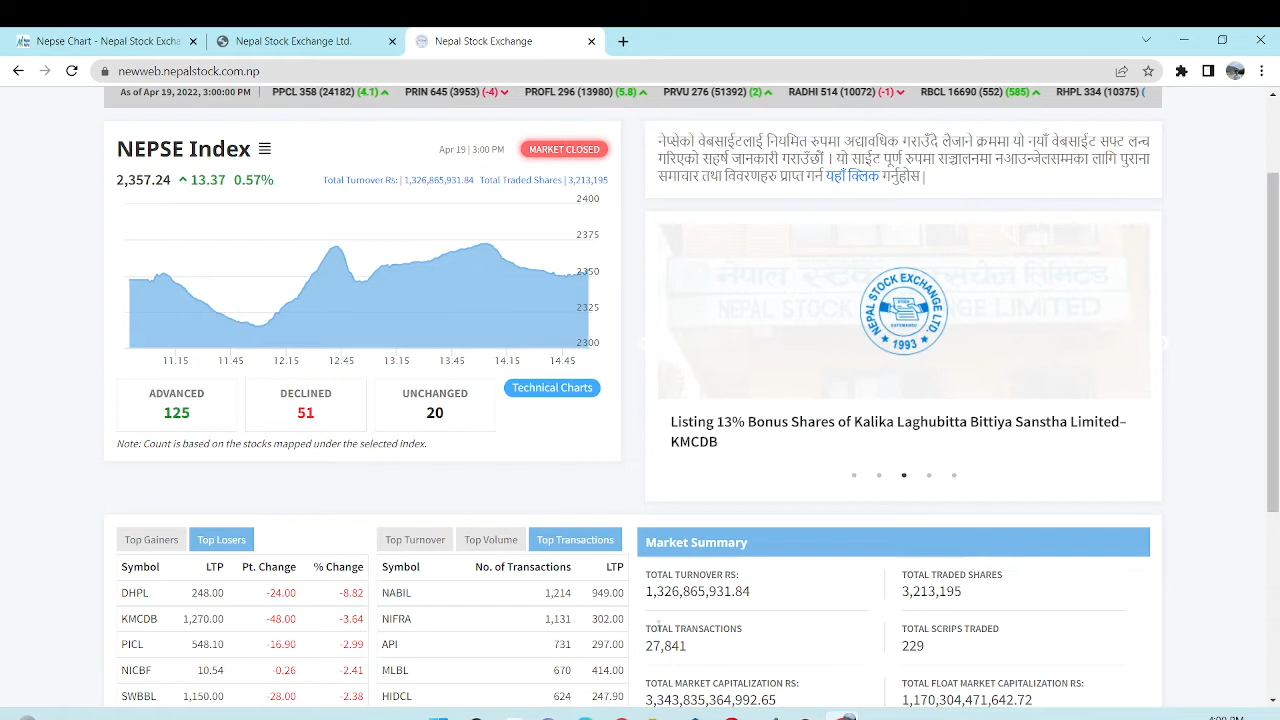 Nepse Chart - Nepal Stock Excha
Nepal Stock Exchange Ltd.
Nepal Stock Exchange
newweb.nepalstock.com.np
As of Apr 19, 2022, 3:00:00 PM PPCL 358 (24182) (4.1) PRIN 645 (3953) (-4) PROFL 296 (13980) (5.8) PRVU 276 (51392) (2) RADHI 514 (10072) (-1) RBCL 16690 (552) (585) RHPL 334 (10375) (
NEPSE Index
Apr 19 | 3:00 PM
MARKET CLOSED
2,357.24 13.37 0.57%
Total Turnover Rs: | 1,326,865,931.84 Total Traded Shares | 3,213,195
2400
2375
2350
2325
2300
11.15 11.45 12.15 12.45 13.15 13.45 14.15 14.45
ADVANCED
125
DECLINED
51
UNCHANGED
20
Technical Charts
Note: Count is based on the stocks mapped under the selected index.
नेप्सेको वेबसाईटलाई नियमित रुपमा अद्यावधिक गराउँदै लैजाने क्रममा यो नयाँ वेबसाईट सफ्ट लन्च
गरिएको सहर्ष जानकारी गराउँछौं । यो साईट पूर्ण रुपमा सञ्चालनमा नआउन्जेलसम्मका लागि पुराना
समाचार तथा विवरणहरु प्राप्त गर्न यहाँ क्लिक गर्नुहोस |
NEPAL STOCK EXCHANGE LIMITED
NEPAL STOCK EXCHANGE LTD.
STOCK
1993
Listing 13% Bonus Shares of Kalika Laghubitta Bittiya Sanstha Limited–
KMCDB
Top Gainers Top Losers
Symbol LTP Pt. Change % Change
DHPL 248.00 -24.00 -8.82
KMCDB 1,270.00 -48.00 -3.64
PICL 548.10 -16.90 -2.99
NICBF 10.54 -0.26 -2.41
SWBBL 1,150.00 -28.00 -2.38
Top Turnover Top Volume Top Transactions
Symbol No. of Transactions LTP
NABIL 1,214 949.00
NIFRA 1,131 302.00
API 731 297.00
MLBL 670 414.00
HIDCL 624 247.90
Market Summary
TOTAL TURNOVER RS:
1,326,865,931.84
TOTAL TRADED SHARES
3,213,195
TOTAL TRANSACTIONS
27,841
TOTAL SCRIPS TRADED
229
TOTAL MARKET CAPITALIZATION RS:
3,343,835,364,992.65
TOTAL FLOAT MARKET CAPITALIZATION RS:
1,170,304,471,642.72